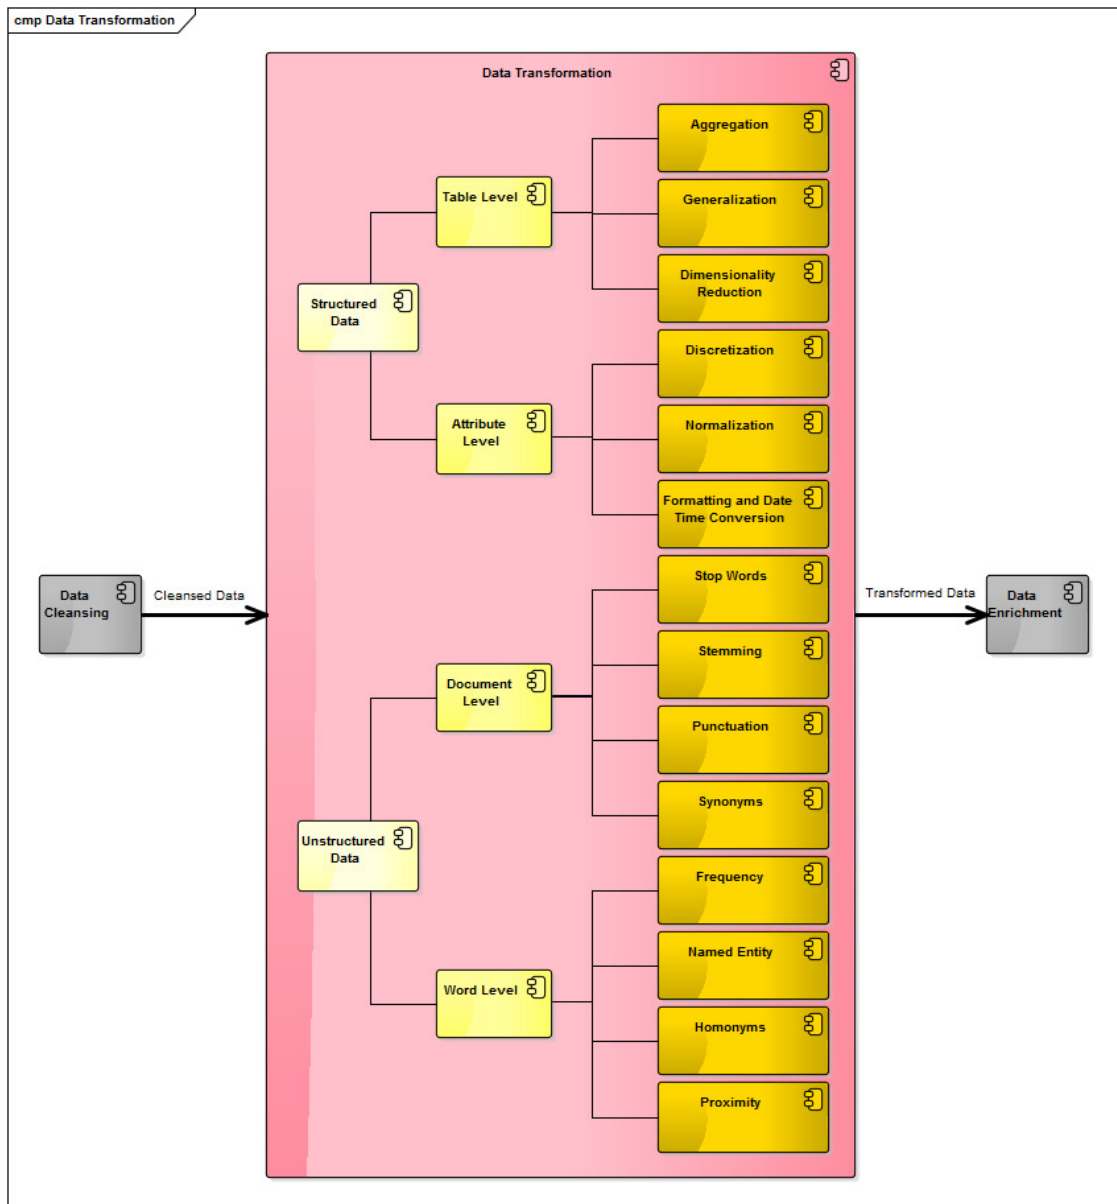 cmp Data Transformation
Data Transformation
Aggregation
Table Level
Generalization
Dimensionality
Reduction
Structured
Data
Discretization
Attribute
Level
Normalization
Formatting and Date
Time Conversion
Data
Cleansing
Cleansed Data
Stop Words
Transformed Data
Data
Enrichment
Document
Level
Stemming
Punctuation
Synonyms
Unstructured
Data
Frequency
Named Entity
Word Level
Homonyms
Proximity